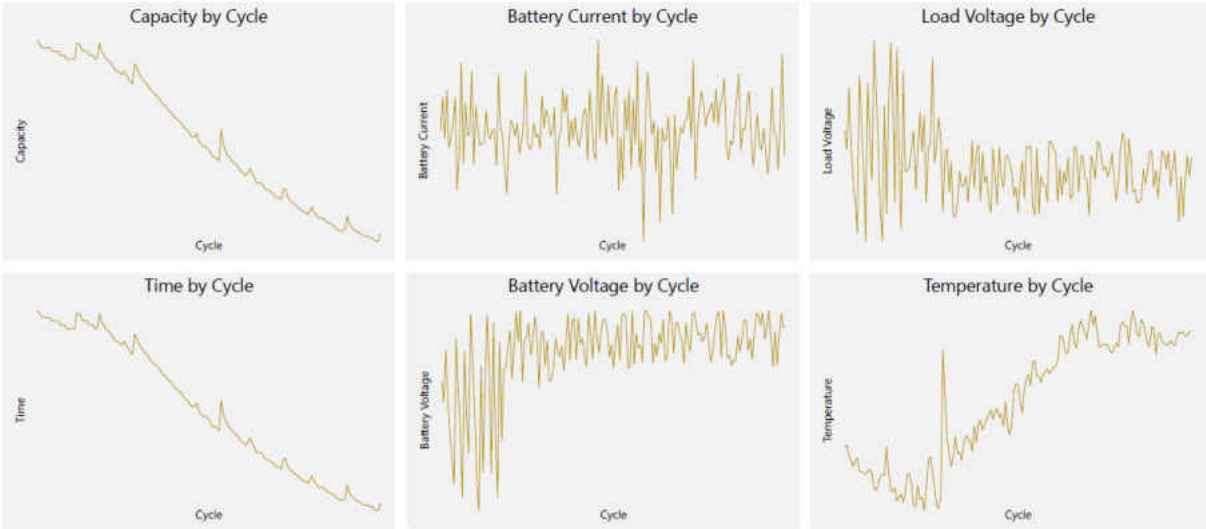 Capacity by Cycle
Capacity
Cycle
Battery Current by Cycle
Battery Current
Cycle
Load Voltage by Cycle
Load Voltage
Cycle
Time by Cycle
Time
Cycle
Battery Voltage by Cycle
Battery Voltage
Cycle
Temperature by Cycle
Temperature
Cycle